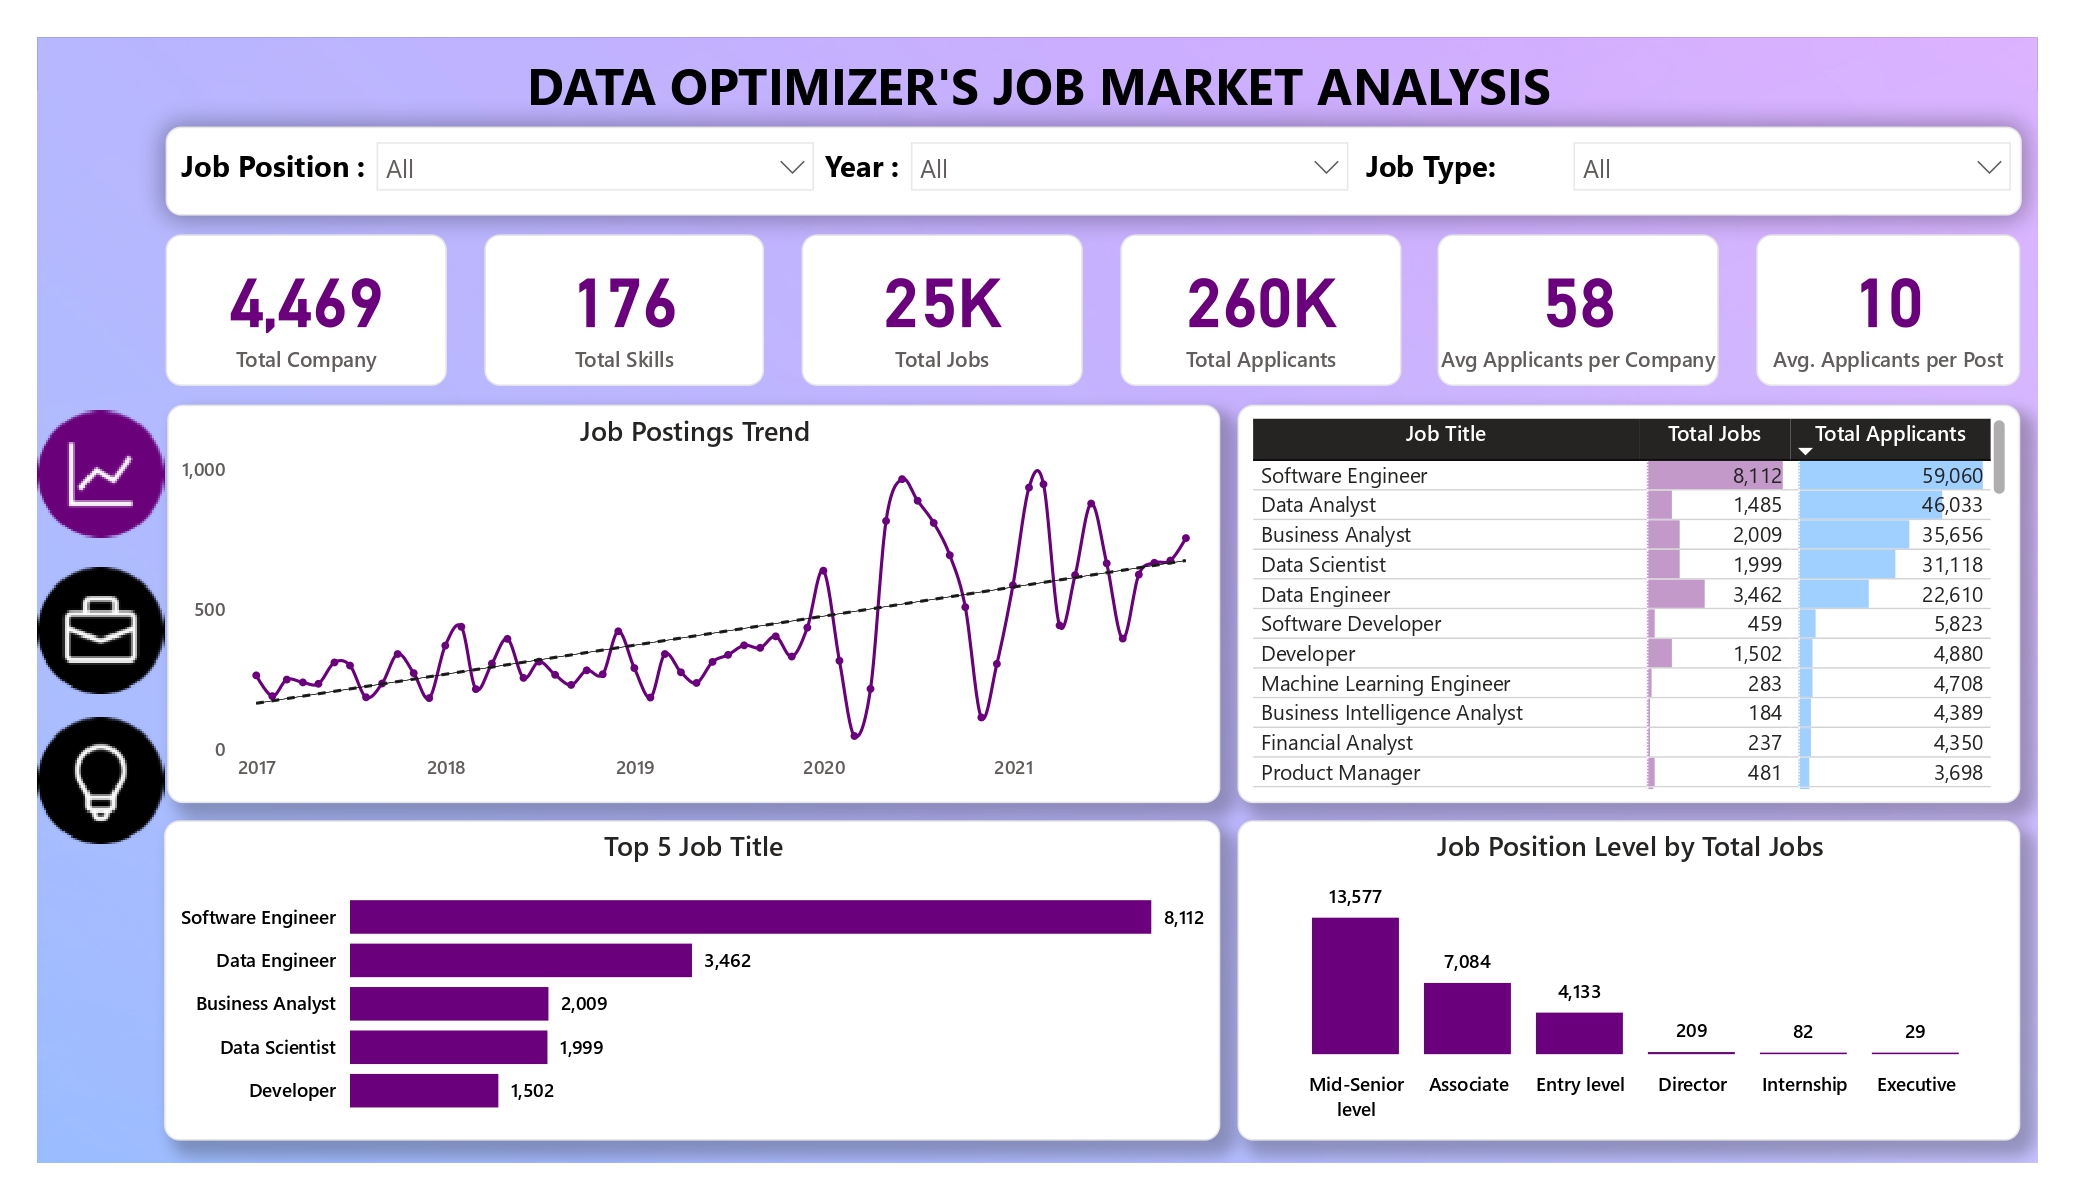 DATA OPTIMIZER'S JOB MARKET ANALYSIS
Job Position : All Year : All Job Type: All
4,469 176 25K 260K 58 10
Total Company Total Skills Total Jobs Total Applicants Avg Applicants per Company Avg. Applicants per Post
Job Postings Trend
1,000
500
0
2017 2018 2019 2020 2021
Job Title Total Jobs Total Applicants
Software Engineer 8,112 59,060
Data Analyst 1,485 46,033
Business Analyst 2,009 35,656
Data Scientist 1,999 31,118
Data Engineer 3,462 22,610
Software Developer 459 5,823
Developer 1,502 4,880
Machine Learning Engineer 283 4,708
Business Intelligence Analyst 184 4,389
Financial Analyst 237 4,350
Product Manager 481 3,698
Top 5 Job Title
Software Engineer 8,112
Data Engineer 3,462
Business Analyst 2,009
Data Scientist 1,999
Developer 1,502
Job Position Level by Total Jobs
13,577 7,084 4,133 209 82 29
Mid-Senior Associate Entry level Director Internship Executive
level